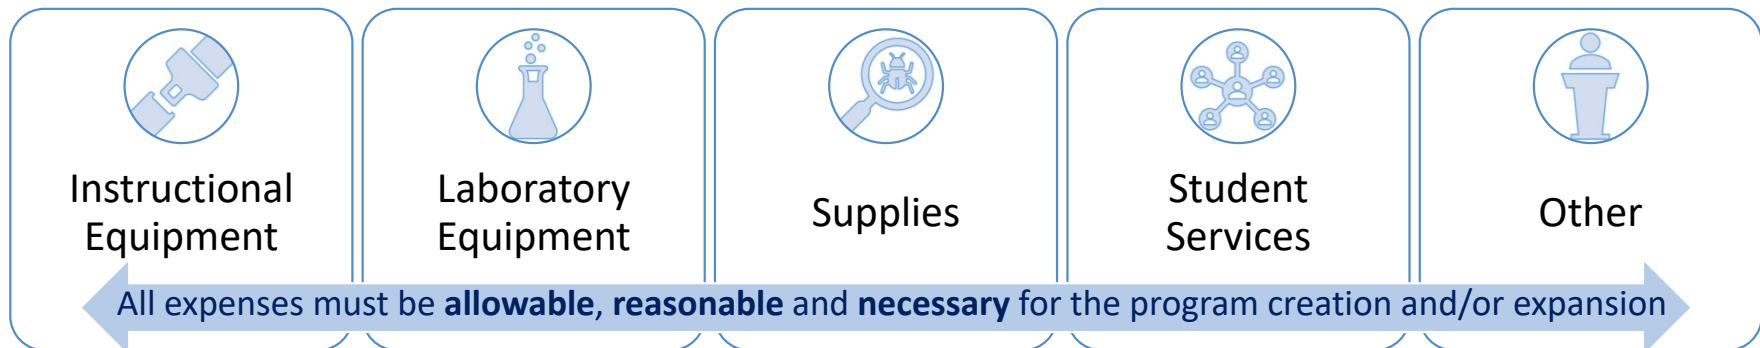 Instructional
Equipment
Laboratory
Equipment
Supplies
Student
Services
Other
All expenses must be allowable, reasonable and necessary for the program creation and/or expansion